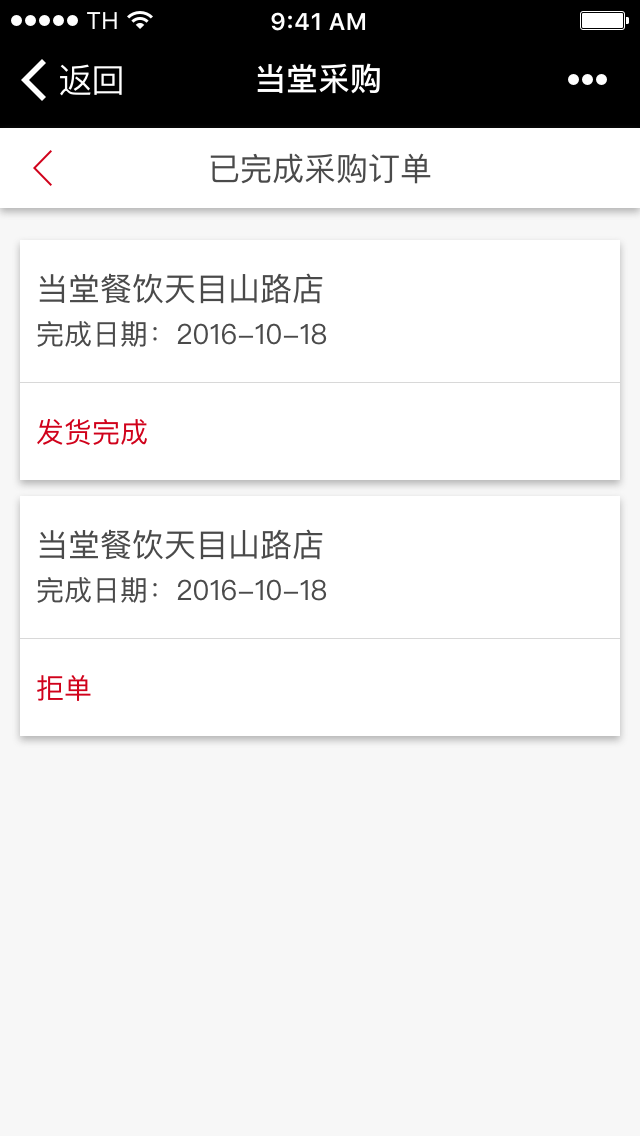 TH 9:41 AM
返回 当堂采购
已完成采购订单
当堂餐饮天目山路店
完成日期：2016-10-18
发货完成
当堂餐饮天目山路店
完成日期：2016-10-18
拒单